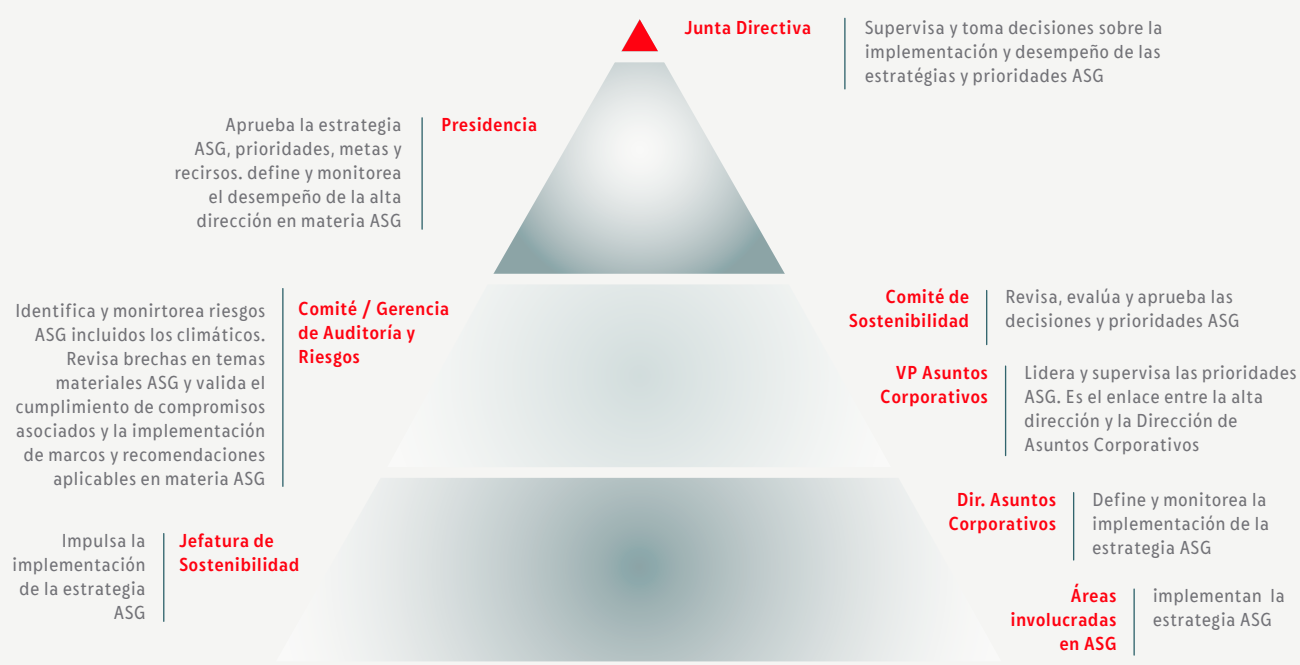 Junta Directiva
Supervisa y toma decisiones sobre la
implementación y desempeño de las
estratégias y prioridades ASG
Presidencia
Aprueba la estrategia
ASG, prioridades, metas y
recirsos. define y monitorea
el desempeño de la alta
dirección en materia ASG
Comité / Gerencia
de Auditoría y
Riesgos
Identifica y monirtorea riesgos
ASG incluidos los climáticos.
Revisa brechas en temas
materiales ASG y valida el
cumplimiento de compromisos
asociados y la implementación
de marcos y recomendaciones
aplicables en materia ASG
Comité de
Sostenibilidad
Revisa, evalúa y aprueba las
decisiones y prioridades ASG
VP Asuntos
Corporativos
Lidera y supervisa las prioridades
ASG. Es el enlace entre la alta
dirección y la Dirección de
Asuntos Corporativos
Jefatura de
Sostenibilidad
Impulsa la
implementación
de la estrategia
ASG
Dir. Asuntos
Corporativos
Define y monitorea la
implementación de la
estrategia ASG
Áreas
involucradas
en ASG
implementan la
estrategia ASG